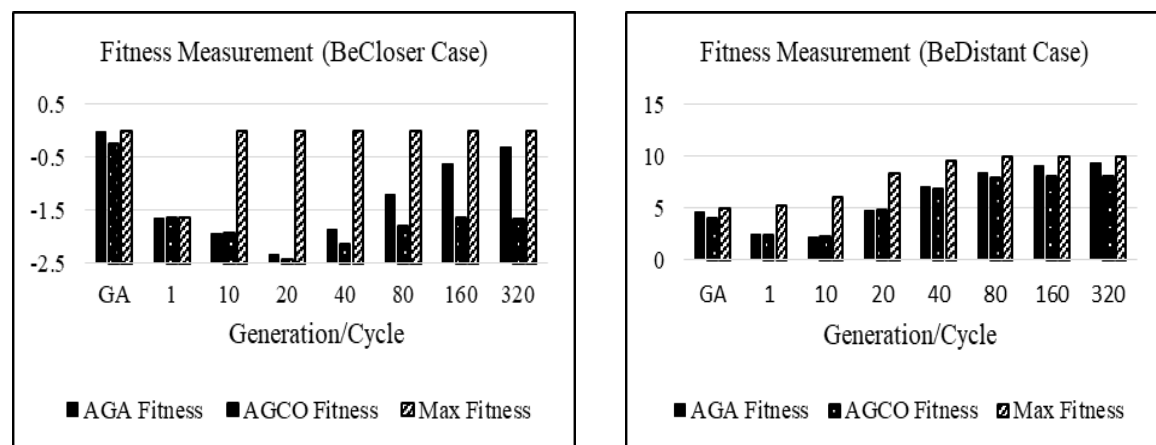 Fitness Measurement (BeCloser Case)
0.5
-0.5
-1.5
-2.5
GA 1 10 20 40 80 160 320
Generation/Cycle
AGA Fitness AGCO Fitness Max Fitness
Fitness Measurement (BeDistant Case)
15
10
5
0
GA 1 10 20 40 80 160 320
Generation/Cycle
AGA Fitness AGCO Fitness Max Fitness